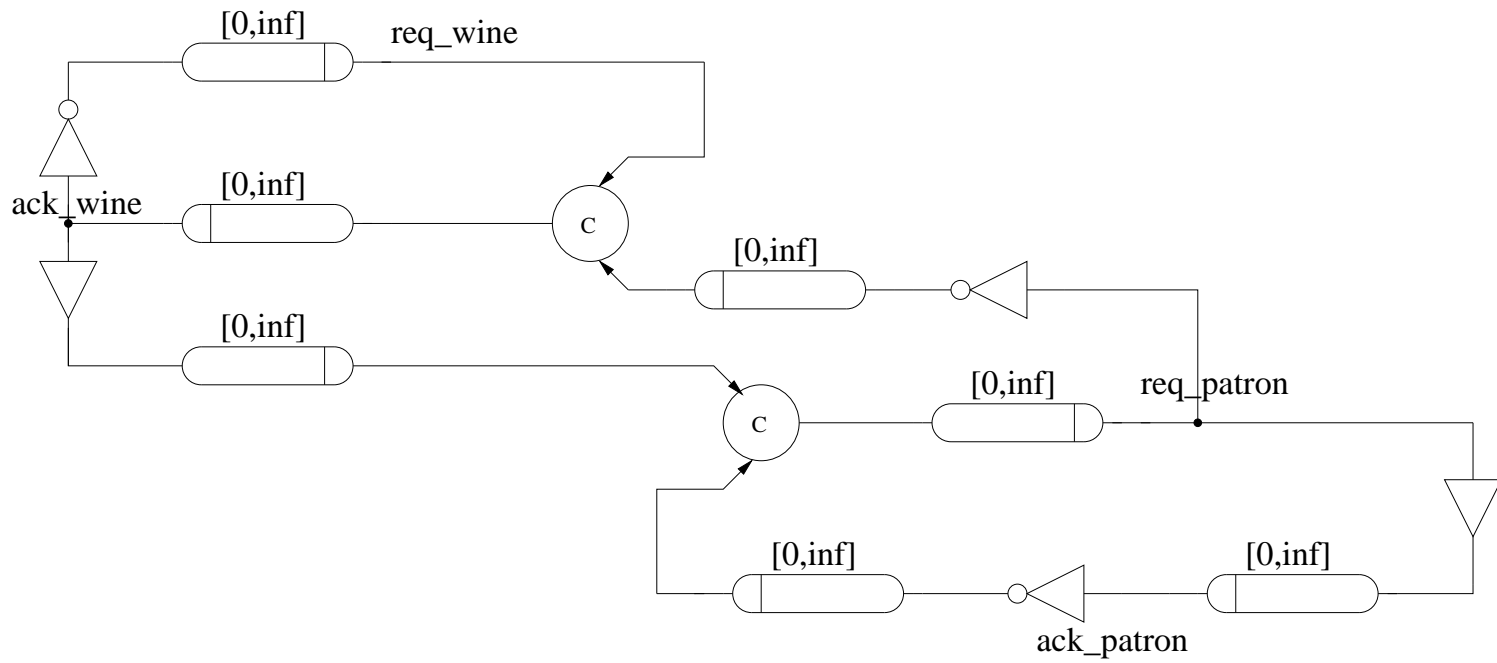 [0,inf]
req_wine
[0,inf]
ack_wine
C
[0,inf]
[0,inf]
[0,inf]
req_patron
C
[0,inf]
[0,inf]
ack_patron